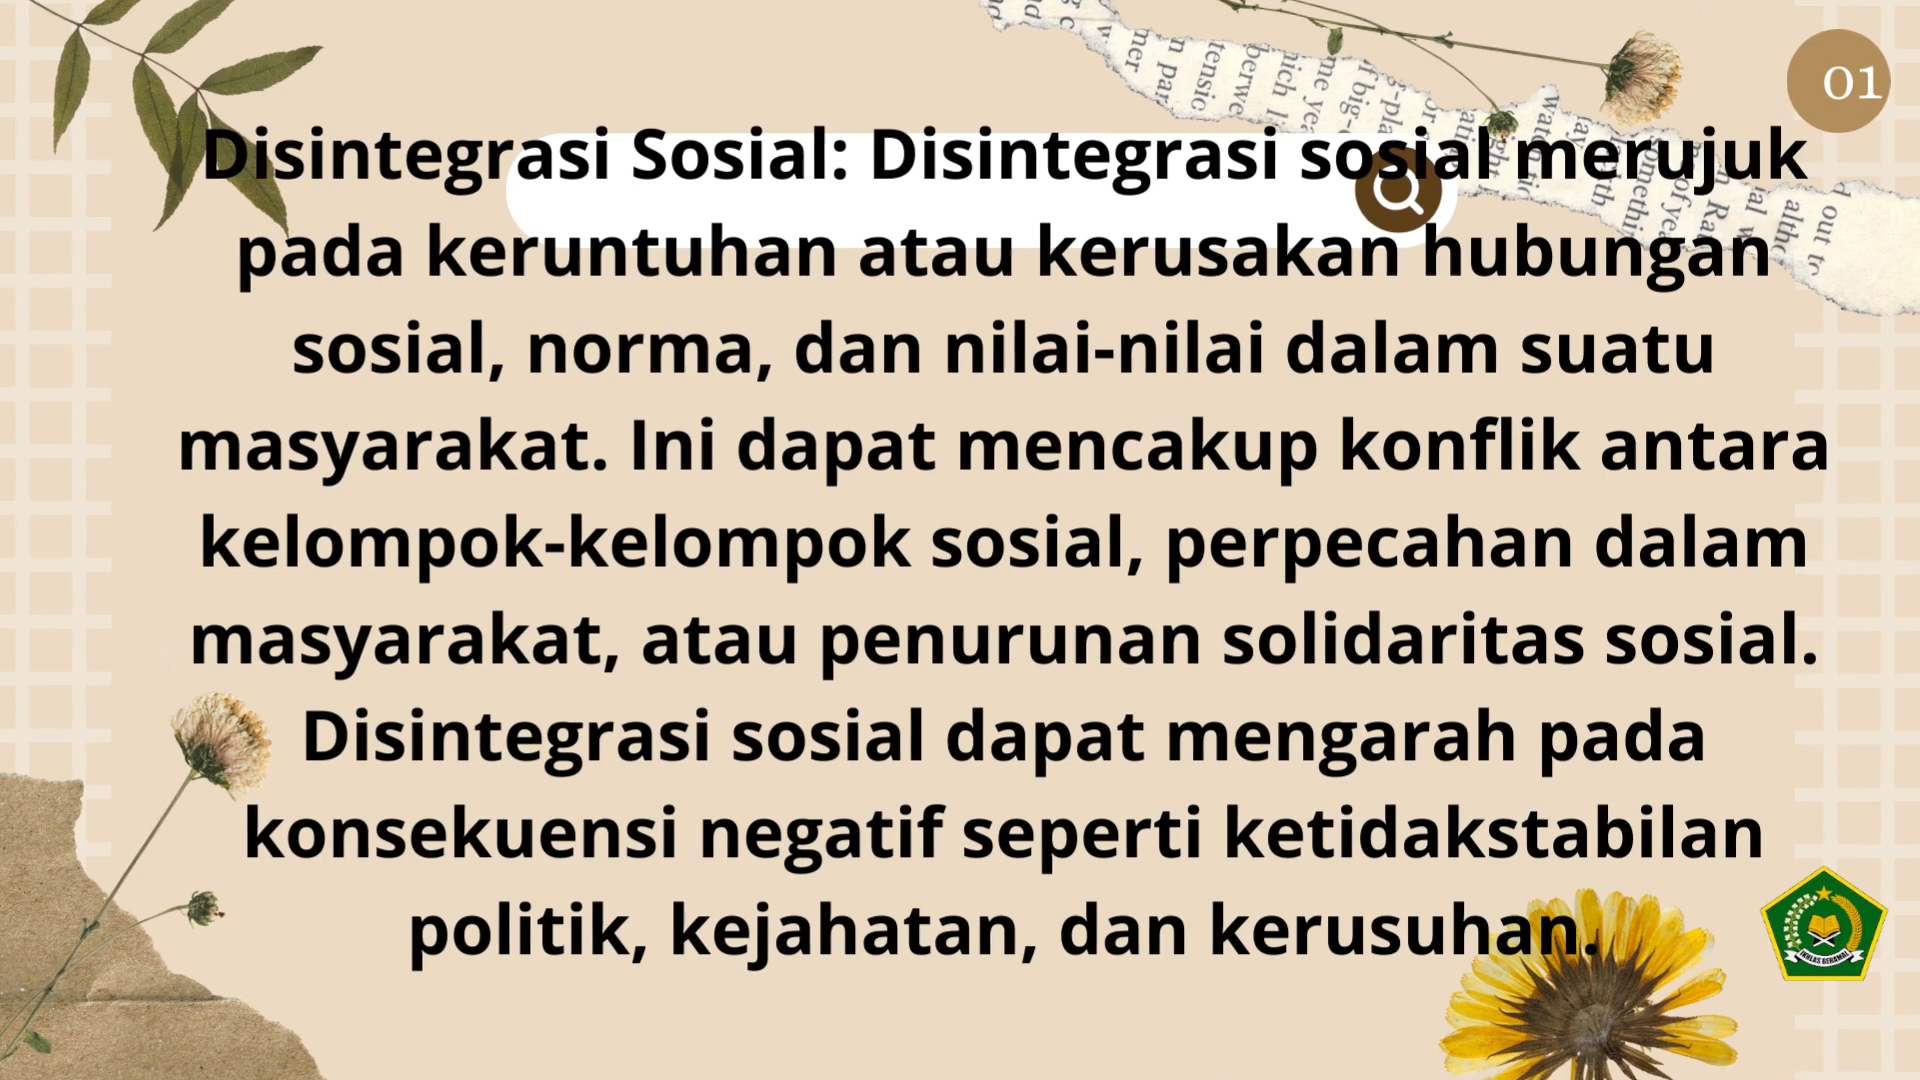 01
Disintegrasi Sosial: Disintegrasi sosial merujuk
pada keruntuhan atau kerusakan hubungan
sosial, norma, dan nilai-nilai dalam suatu
masyarakat. Ini dapat mencakup konflik antara
kelompok-kelompok sosial, perpecahan dalam
masyarakat, atau penurunan solidaritas sosial.
Disintegrasi sosial dapat mengarah pada
konsekuensi negatif seperti ketidakstabilan
politik, kejahatan, dan kerusuhan.
IKHLAS BERAMAL